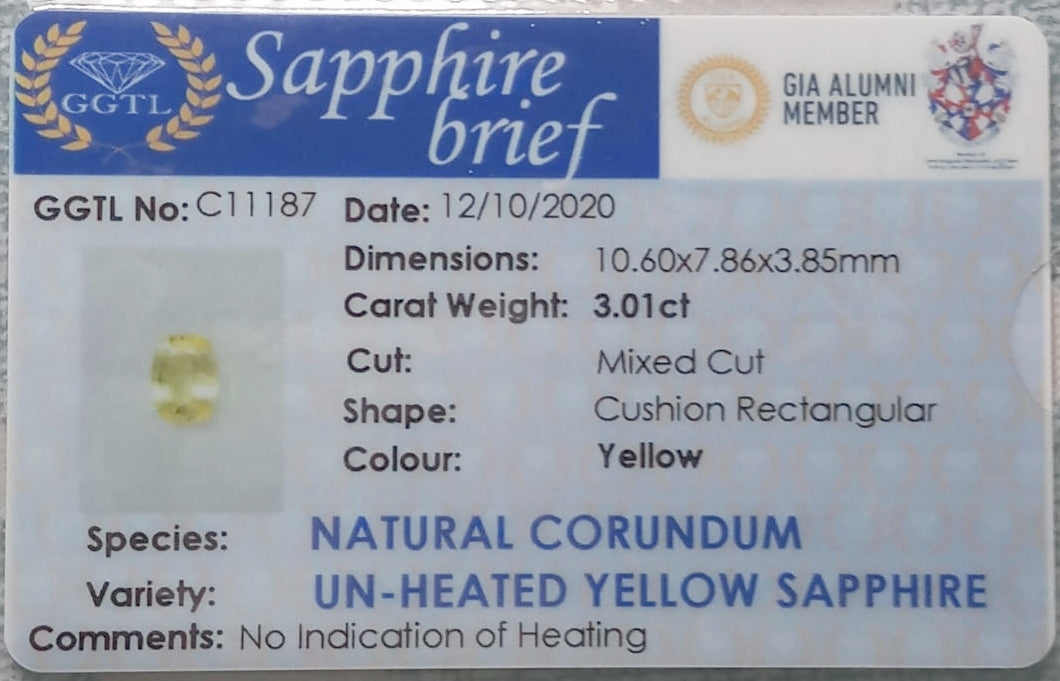 GGTL
Sapphire
brief
GIA ALUMNI
MEMBER
GGTL No: C11187 Date: 12/10/2020
Dimensions: 10.60x7.86x3.85mm
Carat Weight: 3.01ct
Cut: Mixed Cut
Shape: Cushion Rectangular
Colour: Yellow
Species: NATURAL CORUNDUM
Variety: UN-HEATED YELLOW SAPPHIRE
Comments: No Indication of Heating